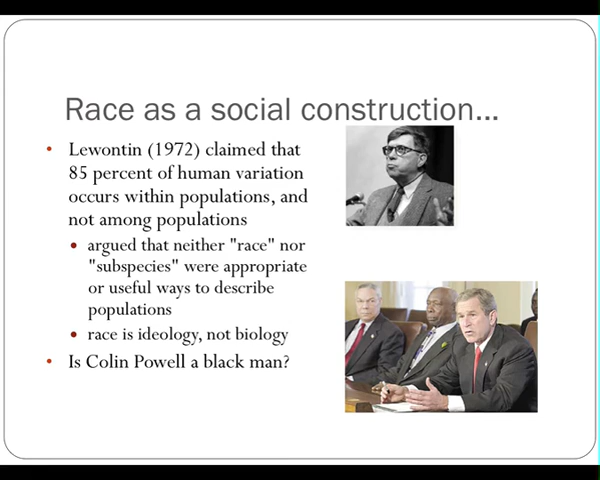 Race as a social construction...
• Lewontin (1972) claimed that
85 percent of human variation
occurs within populations, and
not among populations
• argued that neither "race" nor
"subspecies" were appropriate
or useful ways to describe
populations
• race is ideology, not biology
• Is Colin Powell a black man?